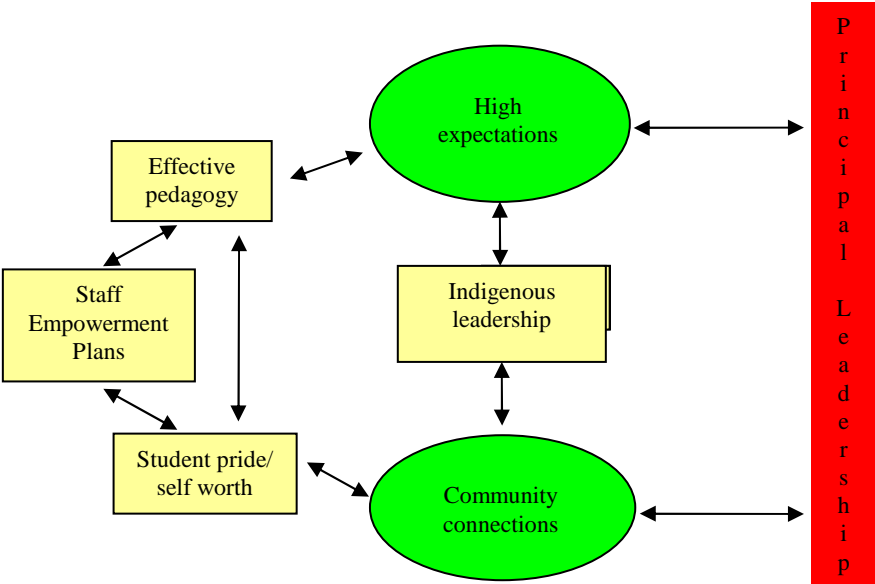 High
expectations
Effective
pedagogy
Staff
Empowerment
Plans
Indigenous
leadership
Student pride/
self worth
Community
connections
P
r
i
n
c
i
p
a
l
L
e
a
d
e
r
s
h
i
p